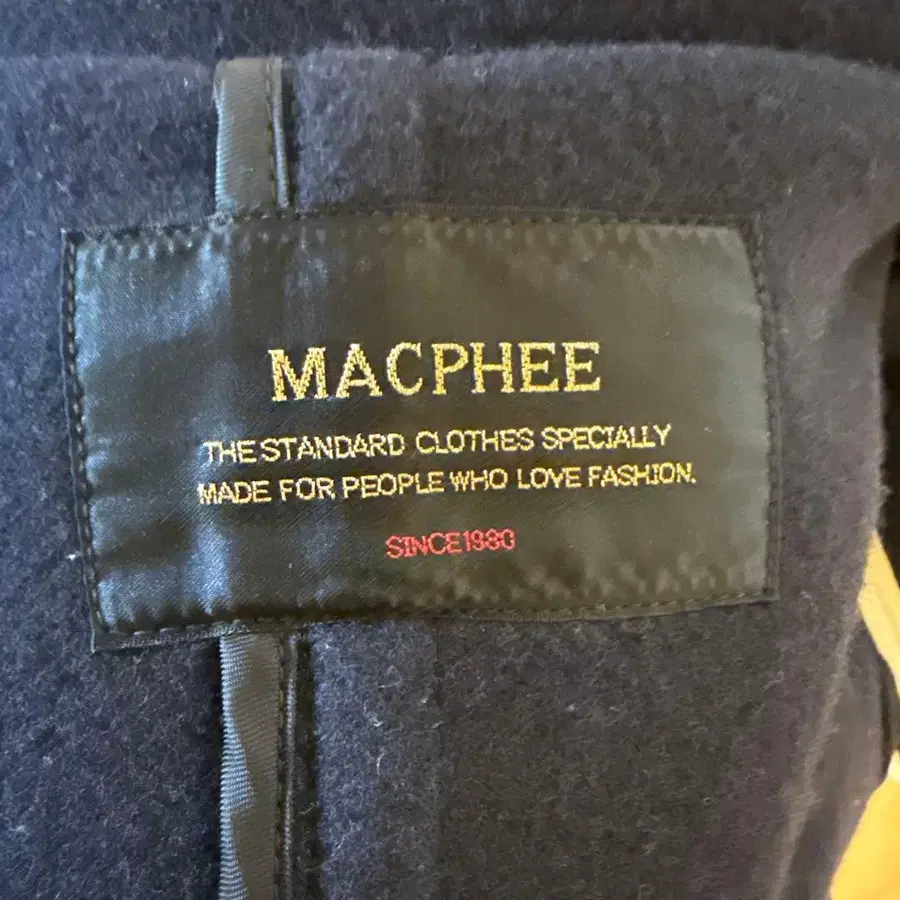 MACPHEE
THE STANDARD CLOTHES SPECIALLY
MADE FOR PEOPLE WHO LOVE FASHION.
SINCE1980